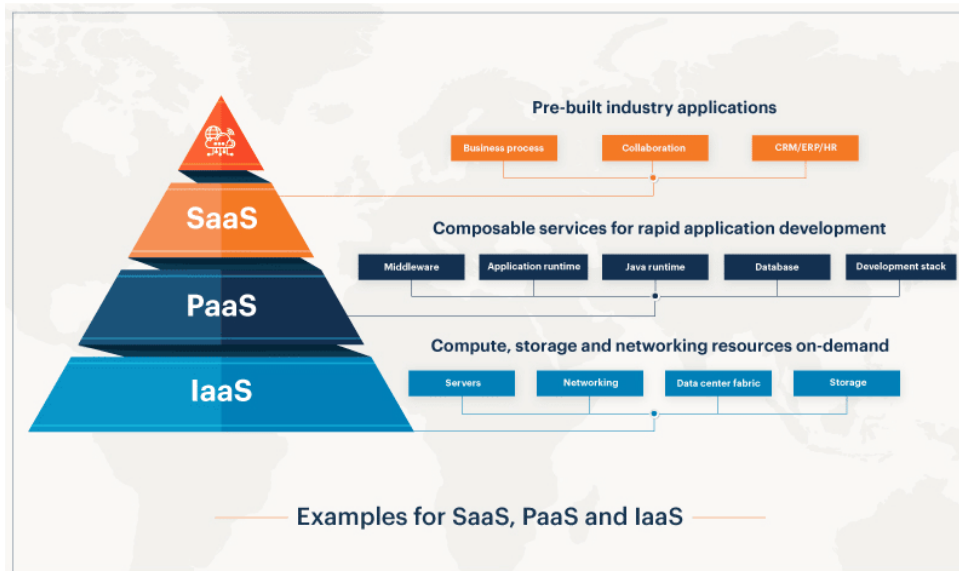 Pre-built industry applications
Business process
Collaboration
CRM/ERP/HR
SaaS
Composable services for rapid application development
Middleware
Application runtime
Java runtime
Database
Development stack
PaaS
Compute, storage and networking resources on-demand
Servers
Networking
Data center fabric
Storage
IaaS
Examples for SaaS, PaaS and IaaS